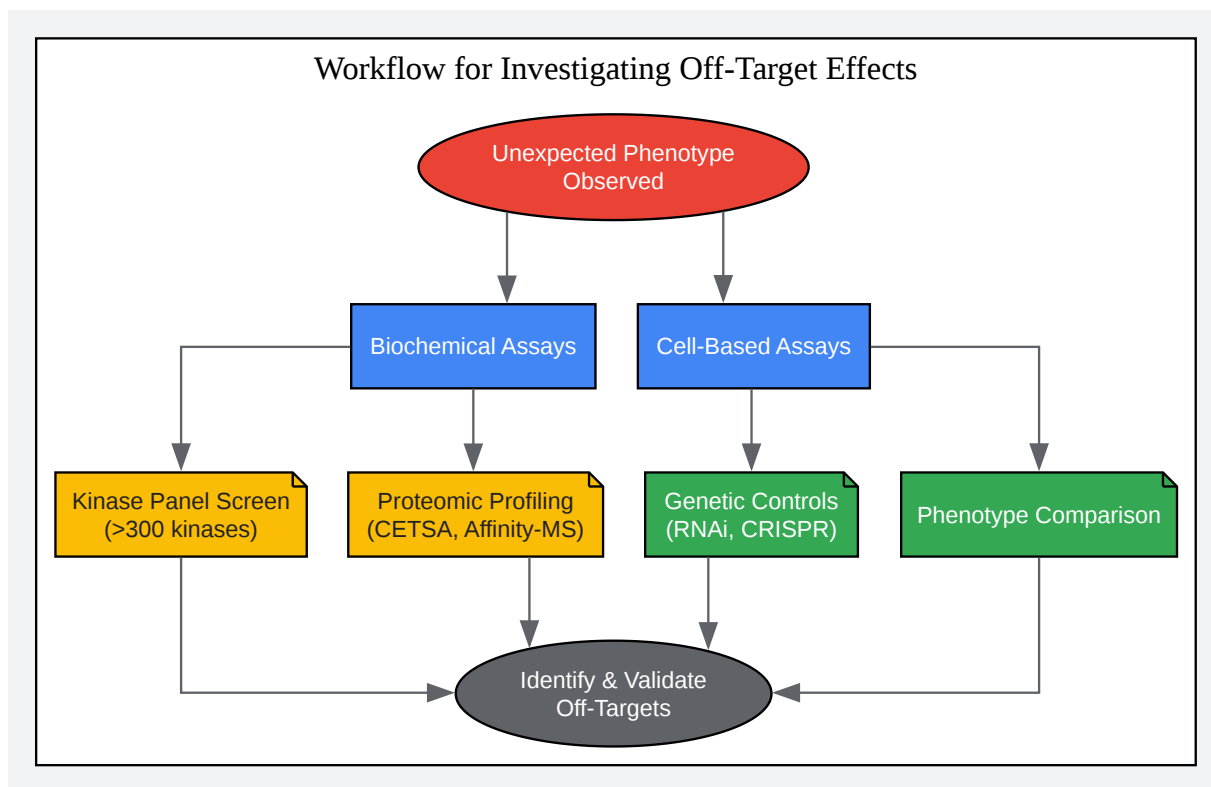 Workflow for Investigating Off-Target Effects
Unexpected Phenotype
Observed
Biochemical Assays
Cell-Based Assays
Kinase Panel Screen
(>300 kinases)
Proteomic Profiling
(CETSA, Affinity-MS)
Genetic Controls
(RNAi, CRISPR)
Phenotype Comparison
Identify & Validate
Off-Targets